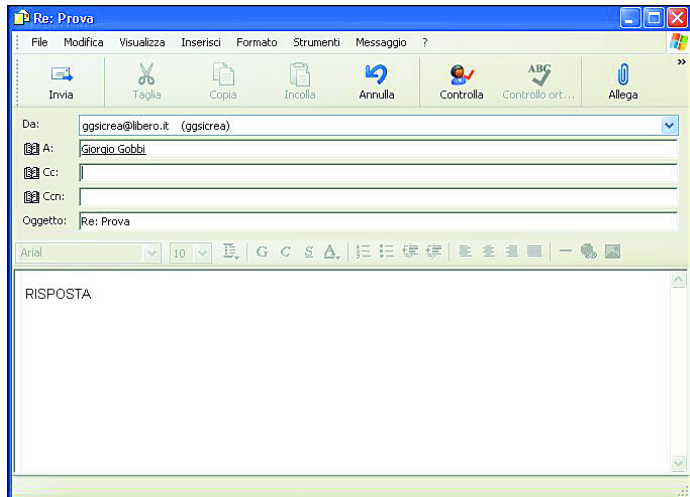 Re: Prova
File Modifica Visualizza Inserisci Formato Strumenti Messaggio ?
Invia Taglia Copia Incolla Annulla Controlla Controllo ort... Allega
ABC
Da: ggsicrea@libero.it (ggsicrea)
A: Giorgio Gobbi
Cc:
Ccn:
Oggetto: Re: Prova
Arial 10 G C S A
RISPOSTA